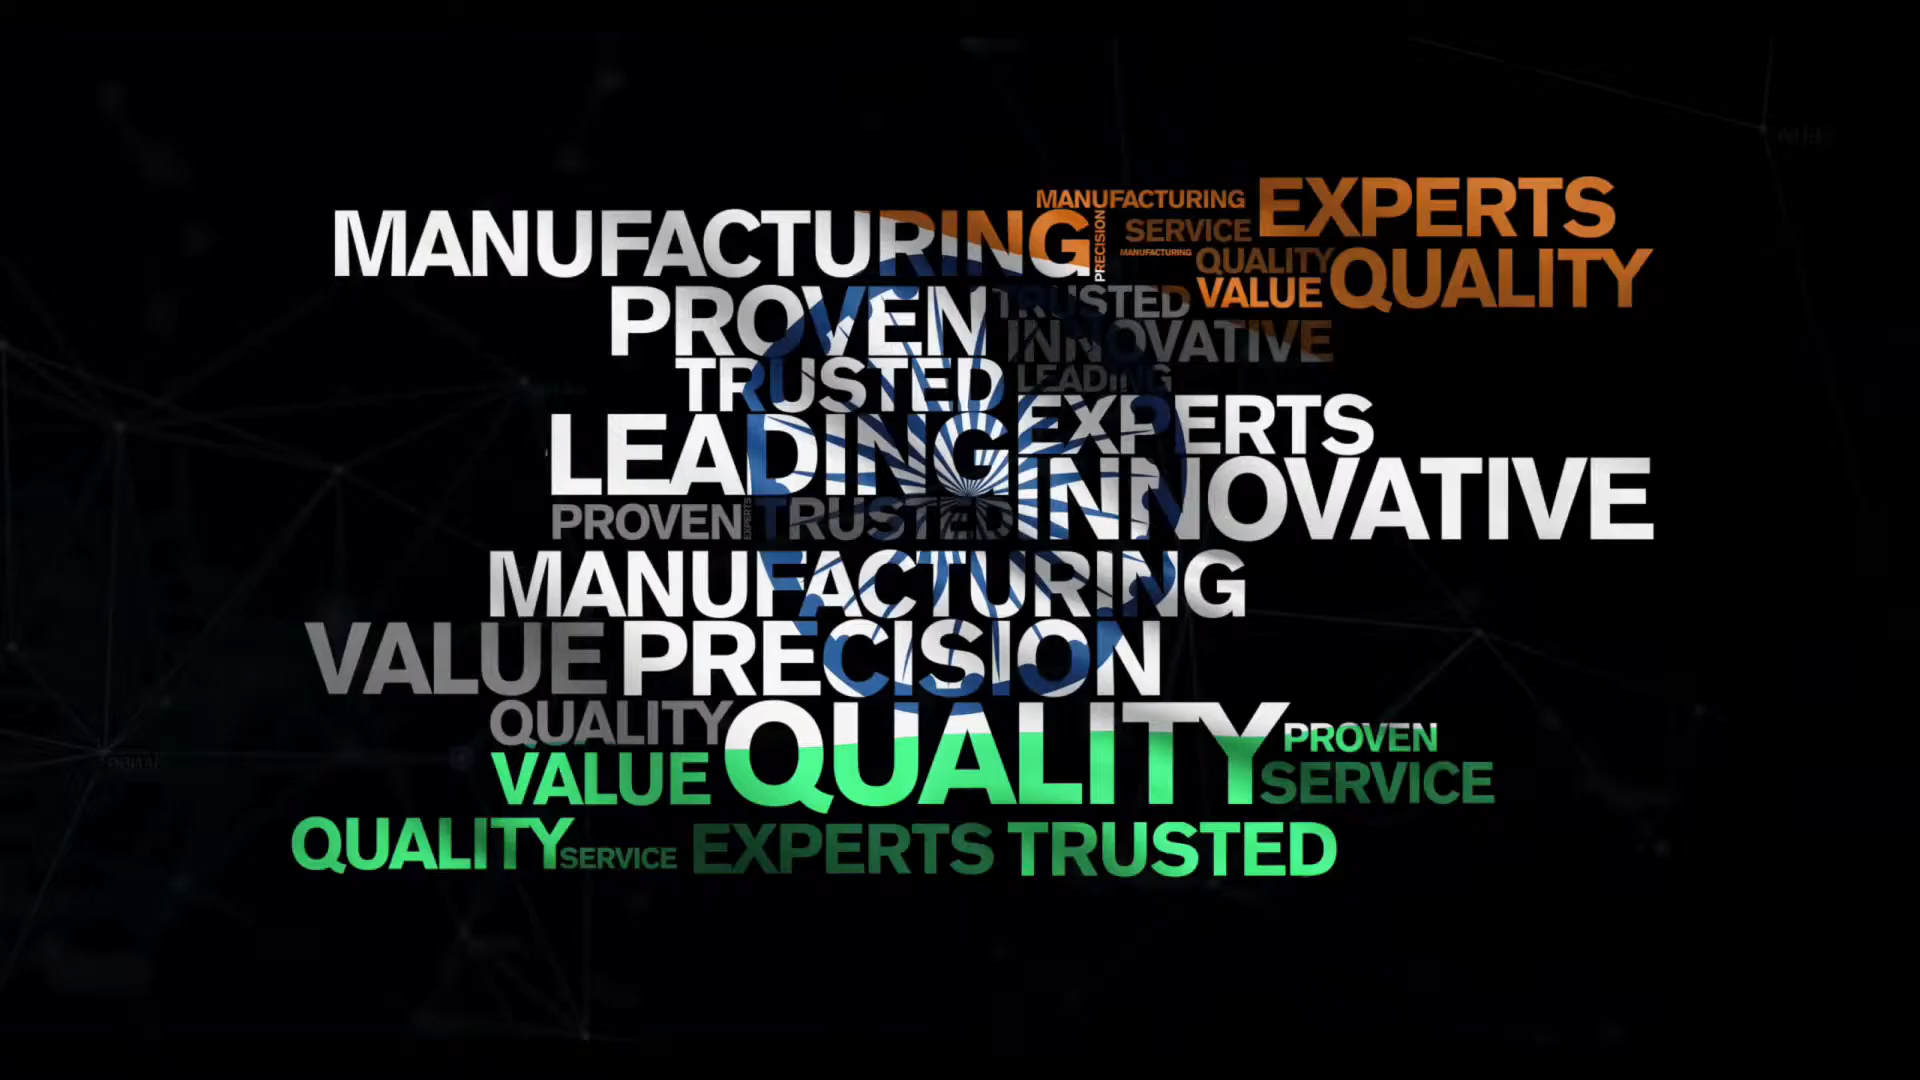 MANUFACTURING EXPERTS
MANUFACTURING PRECISION SERVICE
MANUFACTURING QUALITY QUALITY
VALUE
PROVEN TRUSTED
INNOVATIVE
TRUSTED LEADING
EXPERTS
LEADING INNOVATIVE
PROVEN EXPERTS TRUSTED
MANUFACTURING
VALUE PRECISION
QUALITY QUALITY PROVEN
VALUE SERVICE
QUALITY SERVICE EXPERTS TRUSTED